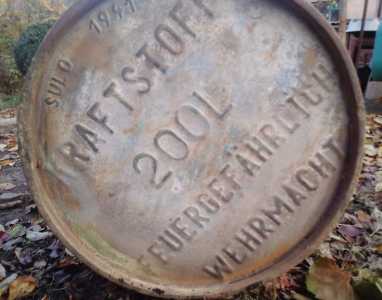 SULO 1941
KRAFTSTOFF
200L
FEUERGEFÄHRLICH
WEHRMACHT